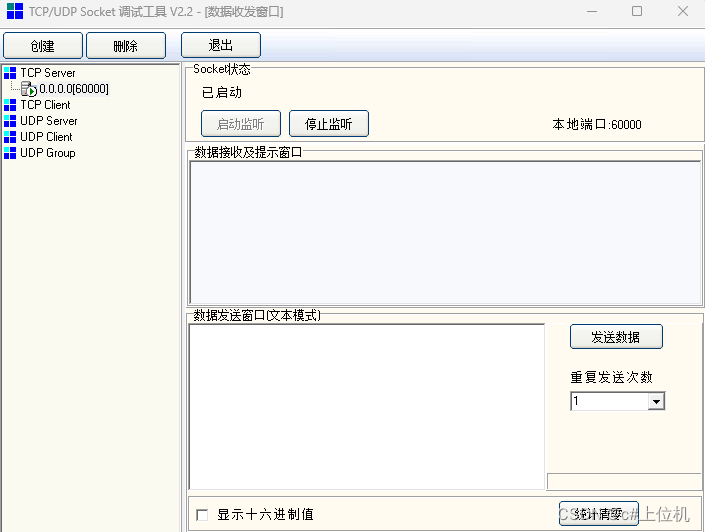 TCP/UDP Socket 调试工具 V2.2 - [数据收发窗口]
创建 删除 退出
TCP Server
0.0.0.0[60000]
TCP Client
UDP Server
UDP Client
UDP Group
Socket状态
已启动
启动监听 停止监听 本地端口:60000
数据接收及提示窗口
数据发送窗口(文本模式)
发送数据
重复发送次数
1
显示十六进制值 统计清零
CSDN @c#上位机